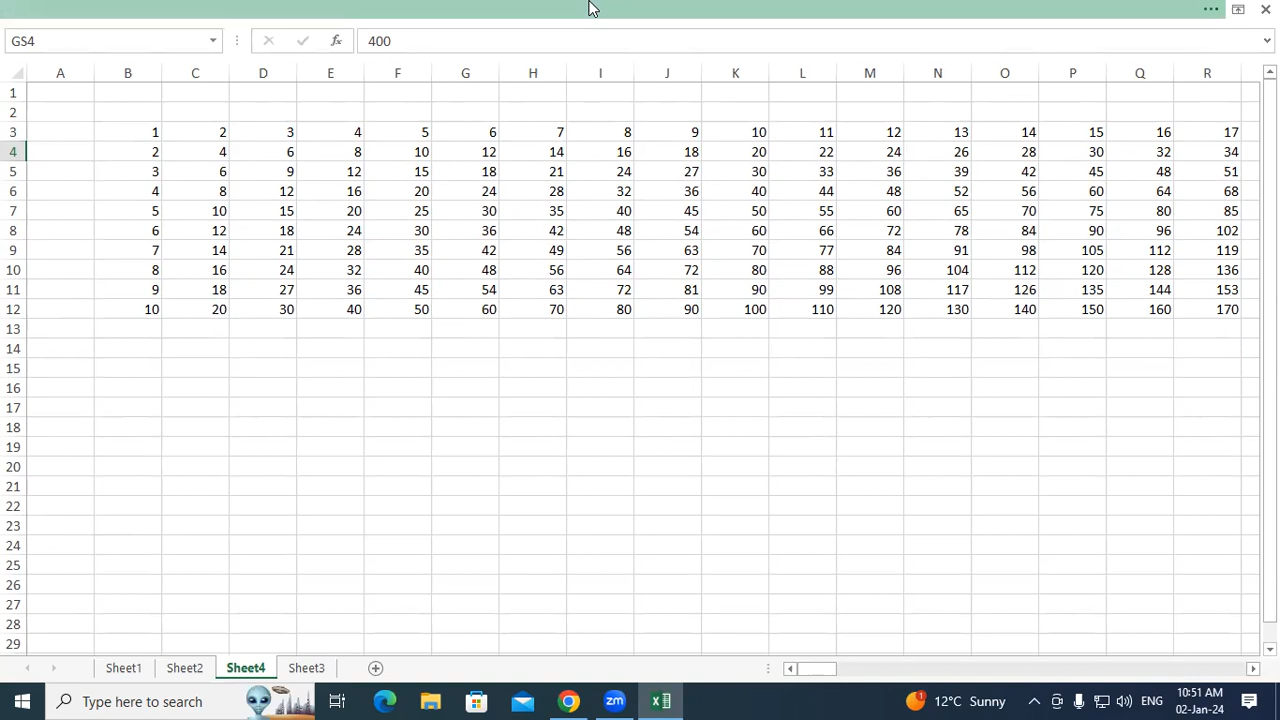 GS4 400
A B C D E F G H I J K L M N O P Q R
1
2
3 1 2 3 4 5 6 7 8 9 10 11 12 13 14 15 16 17
4 2 4 6 8 10 12 14 16 18 20 22 24 26 28 30 32 34
5 3 6 9 12 15 18 21 24 27 30 33 36 39 42 45 48 51
6 4 8 12 16 20 24 28 32 36 40 44 48 52 56 60 64 68
7 5 10 15 20 25 30 35 40 45 50 55 60 65 70 75 80 85
8 6 12 18 24 30 36 42 48 54 60 66 72 78 84 90 96 102
9 7 14 21 28 35 42 49 56 63 70 77 84 91 98 105 112 119
10 8 16 24 32 40 48 56 64 72 80 88 96 104 112 120 128 136
11 9 18 27 36 45 54 63 72 81 90 99 108 117 126 135 144 153
12 10 20 30 40 50 60 70 80 90 100 110 120 130 140 150 160 170
13
14
15
16
17
18
19
20
21
22
23
24
25
26
27
28
29
Sheet1 Sheet2 Sheet4 Sheet3
Type here to search 1 12°C Sunny ENG 10:51 AM
02-Jan-24